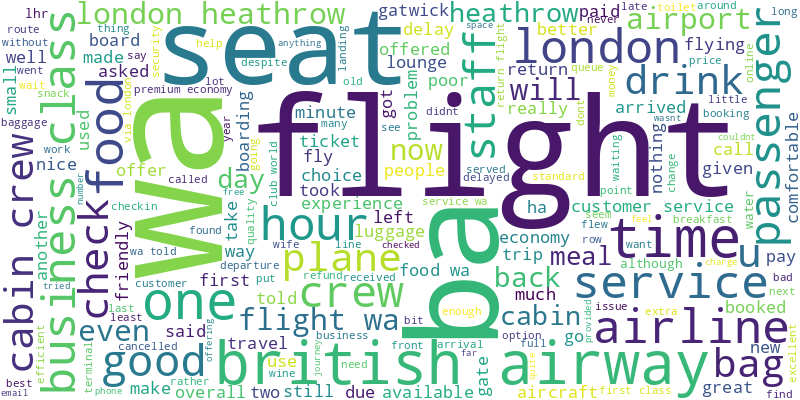 flight
wa
ba
seat
british airway
london heathrow
london
heathrow
airport
airline
service
time
staff
drink
passenger
business class
food
check
cabin crew
crew
plane
hour
one
good
even
flight wa
back
cabin
bag
meal
now
will
u
lhr
route
without
thing
well
board
gatwick
paid
late
around
toilet
never
long
made
say
help
anything
space
asked
went
wait
small
security
despite
landing
delay
offered
lounge
better
return
poor
return flight
queue
flying
price
money
online
premium economy
snack
lot
old
got
minute
problem
really
arrived
wasnt
little
booking
baggage
used
via london
boarding
year
many
see
didnt
ticket
fly
dont
nothing
couldnt
comfortable
work
nice
offer
called
going
day
choice
people
served
delayed
standard
call
given
change
waiting
water
number
checkin
free
club world
took
experience
quality
take
point
another
friendly
found
way
left
service wa
ha
customer service
seem
breakfast
wa told
wife
line
checked
luggage
economy
flew
row
feel
want
although
tried
customer
departure
put
refund
received
food wa
trip
pay
efficient
last
least
first
told
much
enough
issue
extra
charge
booked
bad
next
terminal
cancelled
said
travel
business
bit
option
provided
new
best
email
phone
make
rather
offering
use
wine
journey
need
front
arrival
full
go
far
quite
overall
two
still
due
available
gate
aircraft
first class
great
find
excellent